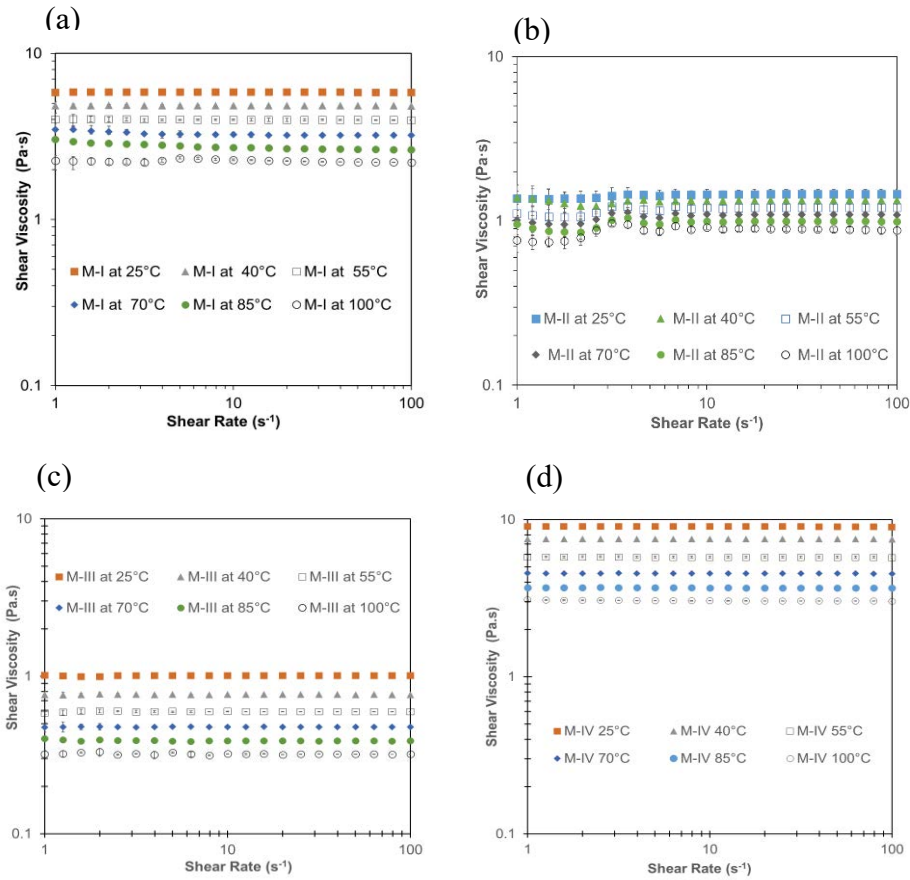 (a)
10
1
0.1
Shear Viscosity (Pa·s)
M-I at 25°C M-I at 40°C M-I at 55°C
M-I at 70°C M-I at 85°C M-I at 100°C
1 10 100
Shear Rate (s⁻¹)
(b)
10
1
0.1
Shear Viscosity (Pa·s)
M-II at 25°C M-II at 40°C M-II at 55°C
M-II at 70°C M-II at 85°C M-II at 100°C
1 10 100
Shear Rate (s⁻¹)
(c)
10
1
0.1
Shear Viscosity (Pa.s)
M-III at 25°C M-III at 40°C M-III at 55°C
M-III at 70°C M-III at 85°C M-III at 100°C
1 10 100
Shear Rate (s⁻¹)
(d)
10
1
0.1
Shear Viscosity (Pa.s)
M-IV 25°C M-IV 40°C M-IV 55°C
M-IV 70°C M-IV 85°C M-IV 100°C
1 10 100
Shear Rate (s⁻¹)